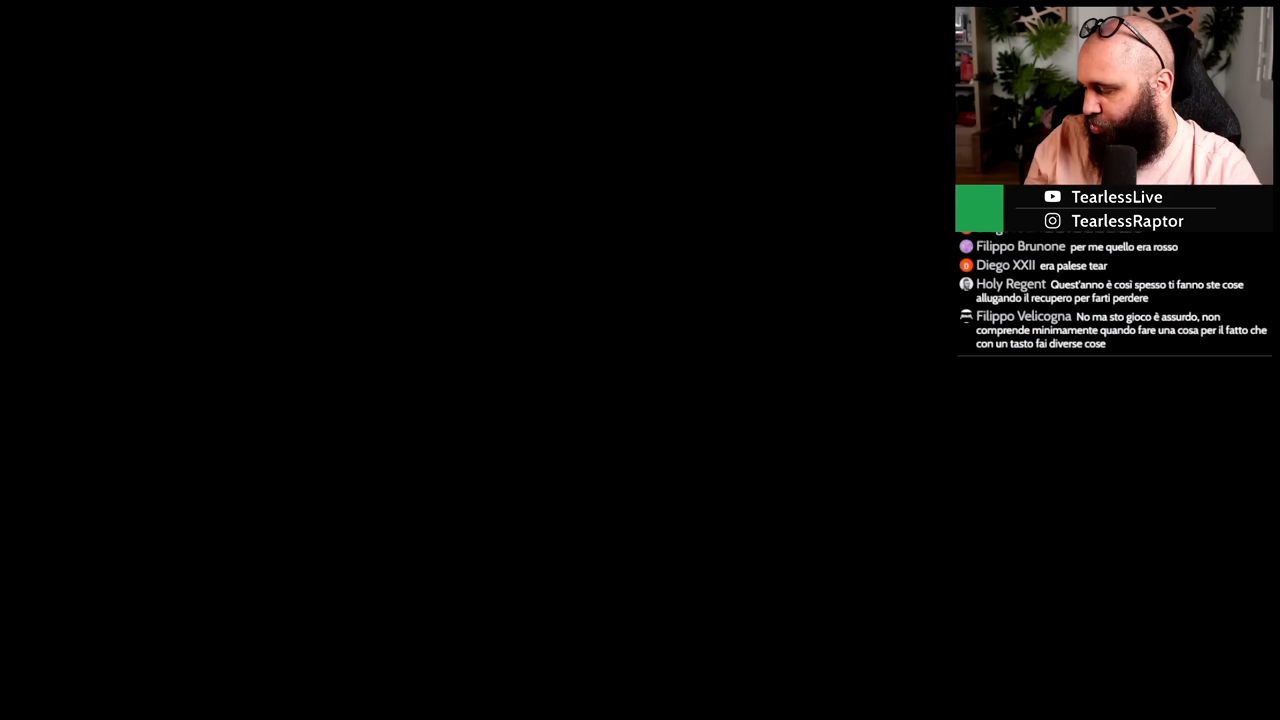 TearlessLive
TearlessRaptor
Filippo Brunone per me quello era rosso
Diego XXII era palese tear
Holy Regent Quest'anno è così spesso ti fanno ste cose
allugando il recupero per farti perdere
Filippo Velicogna No ma sto gioco è assurdo, non
comprende minimamente quando fare una cosa per il fatto che
con un tasto fai diverse cose